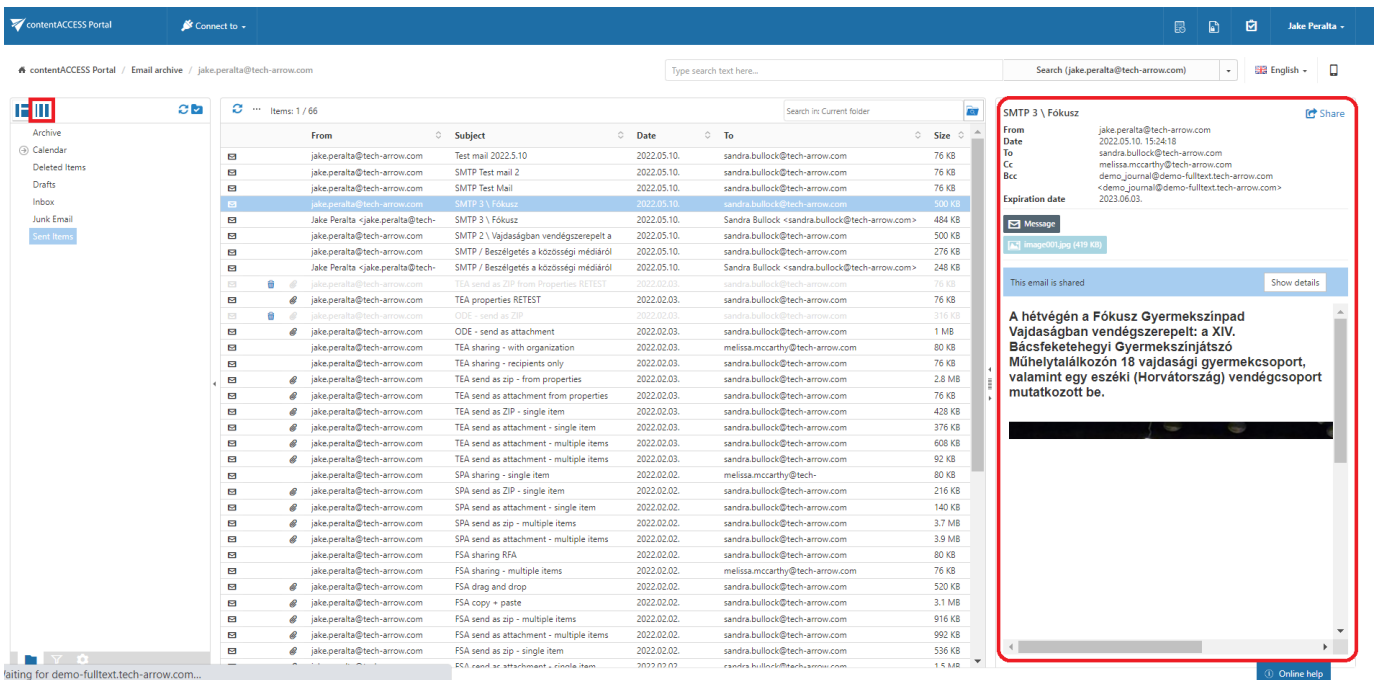 contentACCESS Portal Connect to Jake Peralta
contentACCESS Portal / Email archive / jake.peralta@tech-arrow.com Type search text here... Search (jake.peralta@tech-arrow.com) English
Archive
Calendar
Deleted Items
Drafts
Inbox
Junk Email
Sent Items
··· Items: 1 / 66 Search in: Current folder
From Subject Date To Size
jake.peralta@tech-arrow.com Test mail 2022.5.10 2022.05.10. sandra.bullock@tech-arrow.com 76 KB
jake.peralta@tech-arrow.com SMTP Test mail 2 2022.05.10. sandra.bullock@tech-arrow.com 76 KB
jake.peralta@tech-arrow.com SMTP Test Mail 2022.05.10. sandra.bullock@tech-arrow.com 76 KB
jake.peralta@tech-arrow.com SMTP 3 \ Fókusz 2022.05.10. sandra.bullock@tech-arrow.com 500 KB
Jake Peralta <jake.peralta@tech- SMTP 3 \ Fókusz 2022.05.10. Sandra Bullock <sandra.bullock@tech-arrow.com> 484 KB
jake.peralta@tech-arrow.com SMTP 2 \ Vajdaságban vendégszerepelt a 2022.05.10. sandra.bullock@tech-arrow.com 500 KB
jake.peralta@tech-arrow.com SMTP / Beszélgetés a közösségi médiáról 2022.05.10. sandra.bullock@tech-arrow.com 276 KB
Jake Peralta <jake.peralta@tech- SMTP / Beszélgetés a közösségi médiáról 2022.05.10. Sandra Bullock <sandra.bullock@tech-arrow.com> 248 KB
jake.peralta@tech-arrow.com TEA send as ZIP from Properties RETEST 2022.02.03. sandra.bullock@tech-arrow.com 76 KB
jake.peralta@tech-arrow.com TEA properties RETEST 2022.02.03. sandra.bullock@tech-arrow.com 76 KB
jake.peralta@tech-arrow.com ODE - send as ZIP 2022.02.03. sandra.bullock@tech-arrow.com 316 KB
jake.peralta@tech-arrow.com ODE - send as attachment 2022.02.03. sandra.bullock@tech-arrow.com 1 MB
jake.peralta@tech-arrow.com TEA sharing - with organization 2022.02.03. melissa.mccarthy@tech-arrow.com 80 KB
jake.peralta@tech-arrow.com TEA sharing - recipients only 2022.02.03. sandra.bullock@tech-arrow.com 76 KB
jake.peralta@tech-arrow.com TEA send as zip - from properties 2022.02.03. sandra.bullock@tech-arrow.com 2.8 MB
jake.peralta@tech-arrow.com TEA send as attachment from properties 2022.02.03. sandra.bullock@tech-arrow.com 76 KB
jake.peralta@tech-arrow.com TEA send as ZIP - single item 2022.02.03. sandra.bullock@tech-arrow.com 428 KB
jake.peralta@tech-arrow.com TEA send as attachment - single item 2022.02.03. sandra.bullock@tech-arrow.com 376 KB
jake.peralta@tech-arrow.com TEA send as attachment - multiple items 2022.02.03. sandra.bullock@tech-arrow.com 608 KB
jake.peralta@tech-arrow.com TEA send as attachment - multiple items 2022.02.03. sandra.bullock@tech-arrow.com 92 KB
jake.peralta@tech-arrow.com SPA sharing - single item 2022.02.02. melissa.mccarthy@tech- 80 KB
jake.peralta@tech-arrow.com SPA send as ZIP - single item 2022.02.02. sandra.bullock@tech-arrow.com 216 KB
jake.peralta@tech-arrow.com SPA send as attachment - single item 2022.02.02. sandra.bullock@tech-arrow.com 140 KB
jake.peralta@tech-arrow.com SPA send as zip - multiple items 2022.02.02. sandra.bullock@tech-arrow.com 3.7 MB
jake.peralta@tech-arrow.com SPA send as attachment - multiple items 2022.02.02. sandra.bullock@tech-arrow.com 3.9 MB
jake.peralta@tech-arrow.com FSA sharing RFA 2022.02.02. sandra.bullock@tech-arrow.com 80 KB
jake.peralta@tech-arrow.com FSA sharing - multiple items 2022.02.02. melissa.mccarthy@tech-arrow.com 76 KB
jake.peralta@tech-arrow.com FSA drag and drop 2022.02.02. sandra.bullock@tech-arrow.com 520 KB
jake.peralta@tech-arrow.com FSA copy + paste 2022.02.02. sandra.bullock@tech-arrow.com 3.1 MB
jake.peralta@tech-arrow.com FSA send as zip - multiple items 2022.02.02. sandra.bullock@tech-arrow.com 916 KB
jake.peralta@tech-arrow.com FSA send as attachment - multiple items 2022.02.02. sandra.bullock@tech-arrow.com 992 KB
jake.peralta@tech-arrow.com FSA send as zip - single item 2022.02.02. sandra.bullock@tech-arrow.com 536 KB
FSA send as attachment - single item 2022.02.02. 1.5 MB
SMTP 3 \ Fókusz Share
From jake.peralta@tech-arrow.com
Date 2022.05.10. 15:24:18
To sandra.bullock@tech-arrow.com
Cc melissa.mccarthy@tech-arrow.com
Bcc demo_journal@demo-fulltext.tech-arrow.com
<demo_journal@demo-fulltext.tech-arrow.com>
Expiration date 2023.06.03.
Message
image001.jpg (419 KB)
This email is shared Show details
A hétvégén a Fókusz Gyermekszínpad
Vajdaságban vendégszerepelt: a XIV.
Bácsfeketehegyi Gyermekszínjátszó
Műhelytalálkozón 18 vajdasági gyermekcsoport,
valamint egy eszéki (Horvátország) vendégcsoport
mutatkozott be.
aiting for demo-fulltext.tech-arrow.com...
Online help